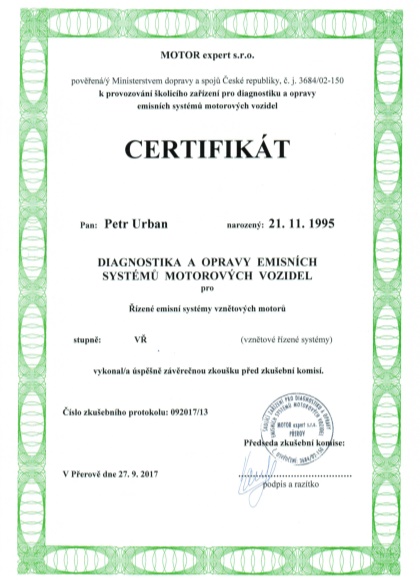 MOTOR expert s.r.o.
pověřená/ý Ministerstvem dopravy a spojů České republiky, č. j. 3684/02-150
k provozování školicího zařízení pro diagnostiku a opravy
emisních systémů motorových vozidel
CERTIFIKÁT
Pan: Petr Urban narozený: 21. 11. 1995
DIAGNOSTIKA A OPRAVY EMISNÍCH
SYSTÉMŮ MOTOROVÝCH VOZIDEL
pro
Řízené emisní systémy vznětových motorů
stupně: VŘ (vznětové řízené systémy)
vykonal/a úspěšně závěrečnou zkoušku před zkušební komisí.
Číslo zkušebního protokolu: 092017/13
MOTOR expert s.r.o.
PŘEROV
Předseda zkušební komise:
V Přerově dne 27. 9. 2017
podpis a razítko